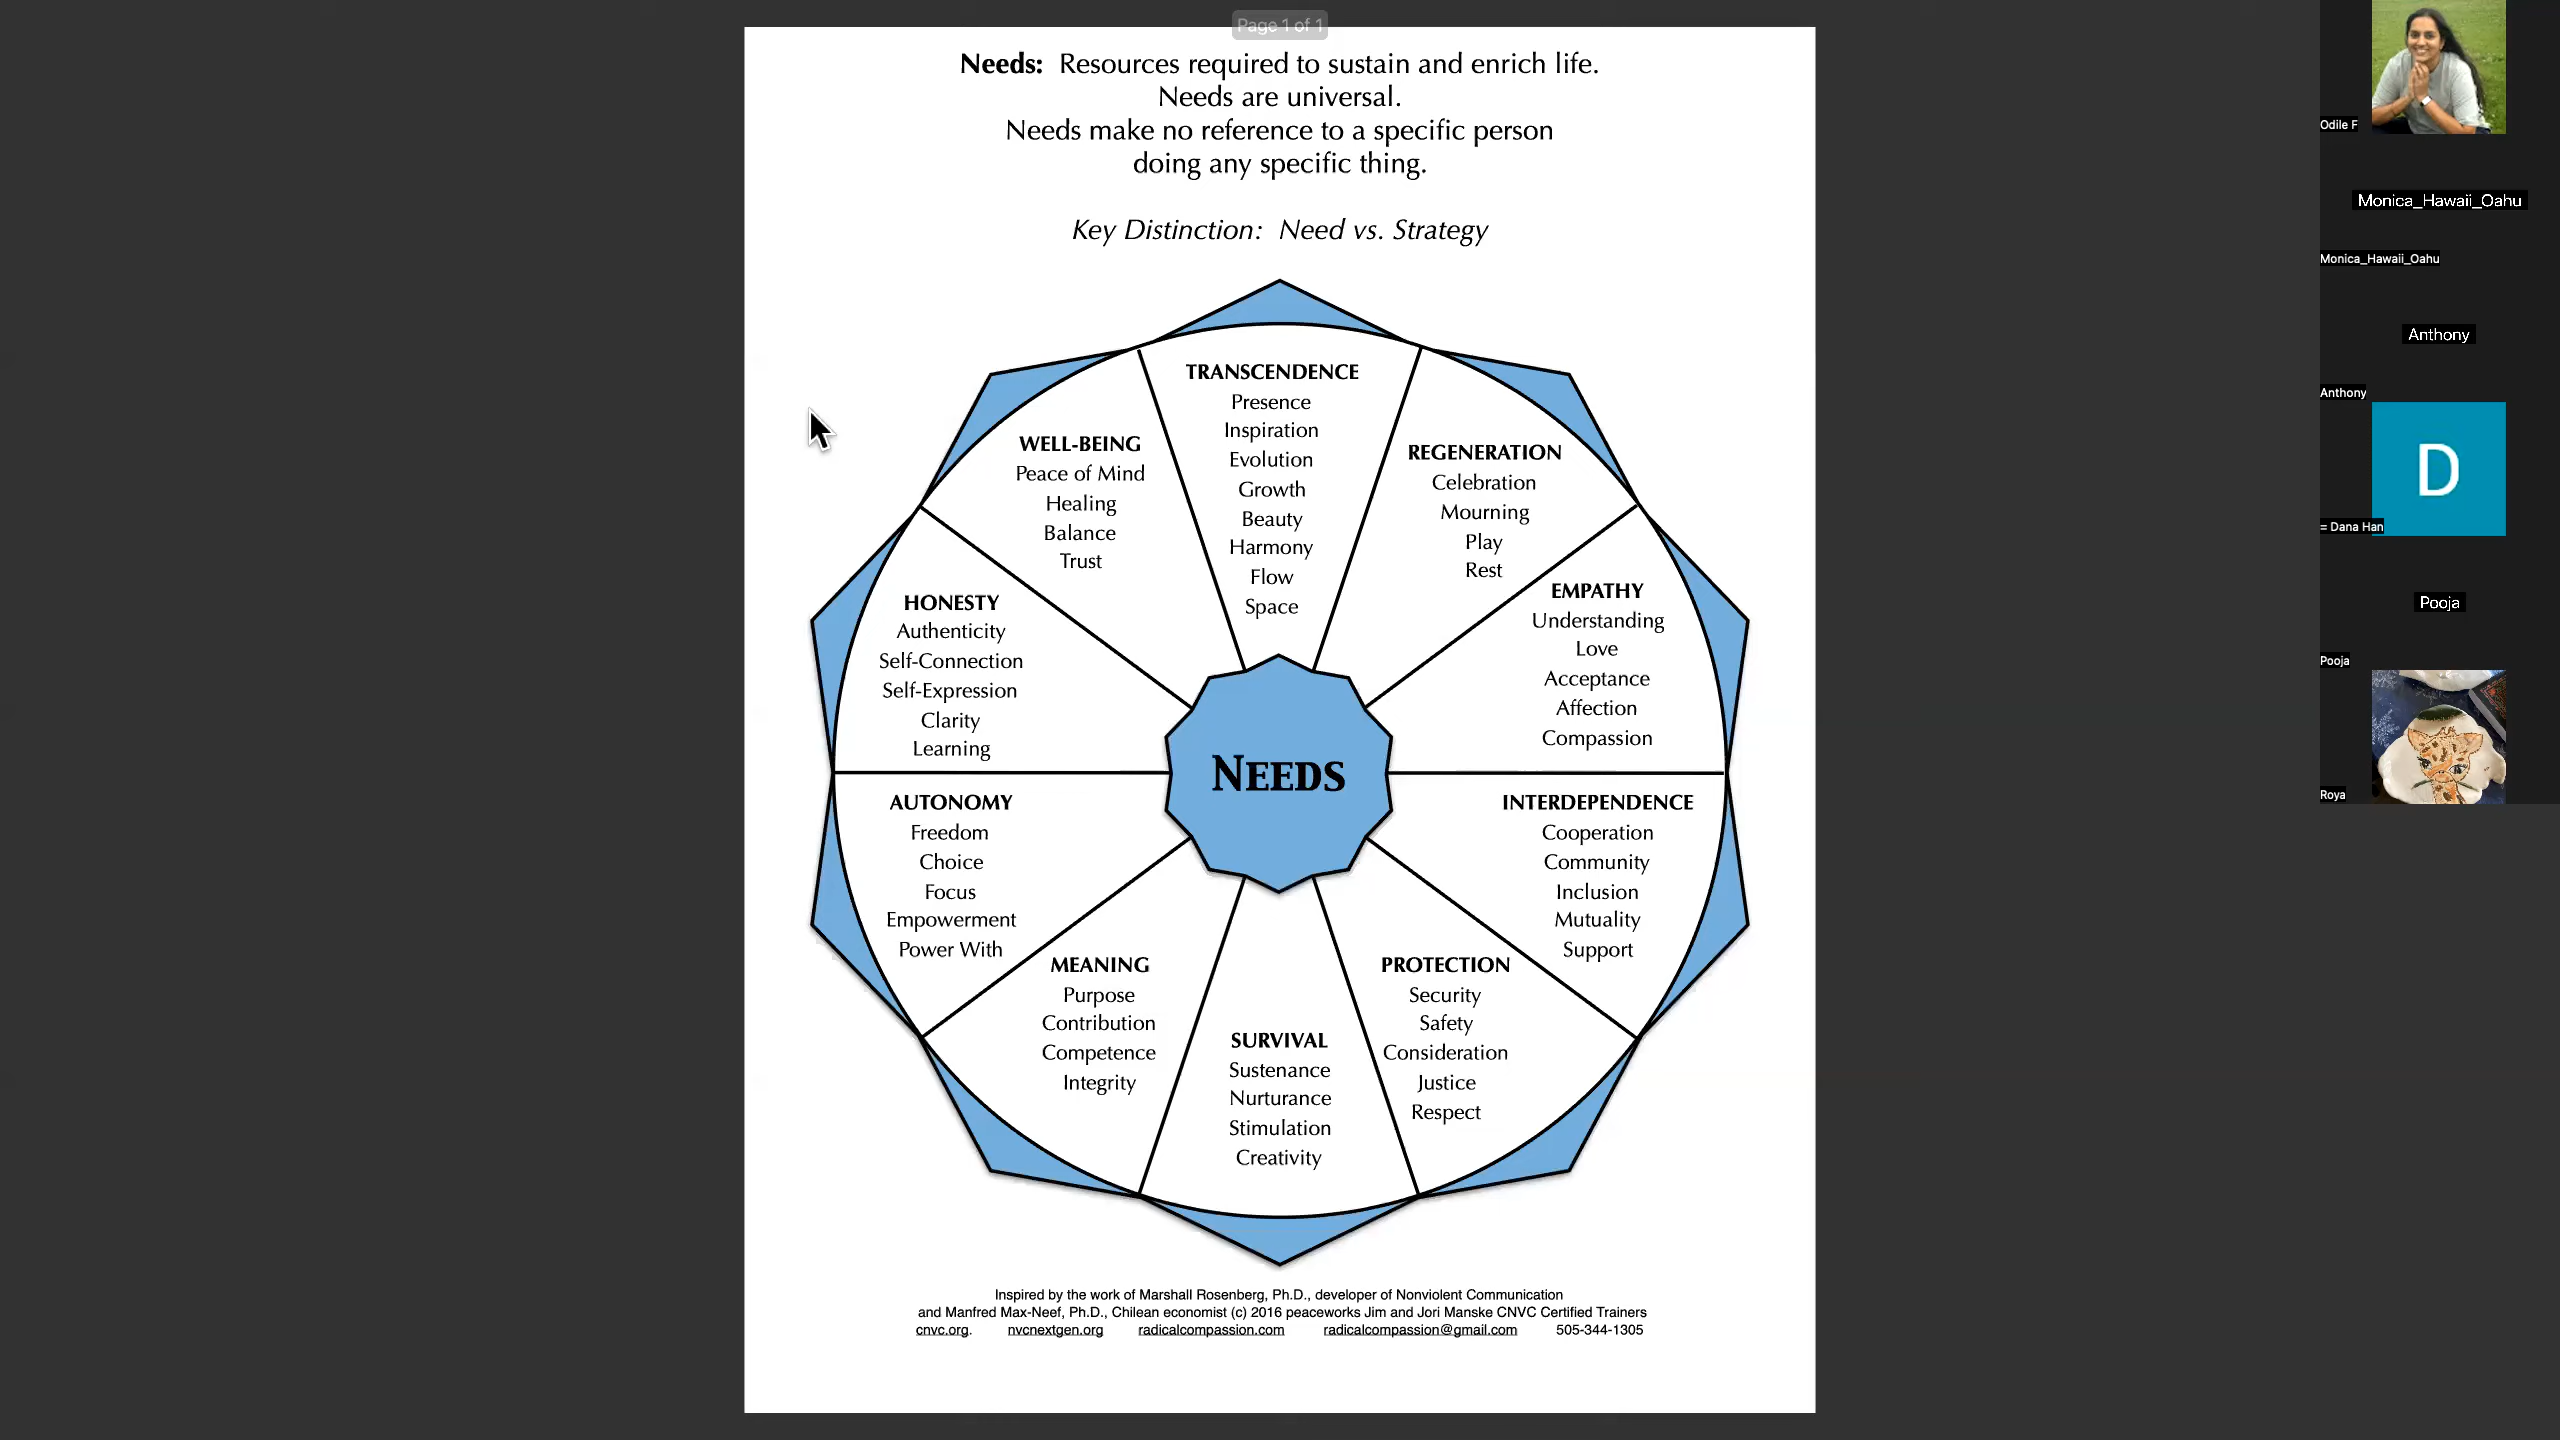 Page 1 of 1
Needs: Resources required to sustain and enrich life.
Needs are universal.
Needs make no reference to a specific person
doing any specific thing.
Key Distinction: Need vs. Strategy
TRANSCENDENCE
Presence
Inspiration
Evolution
Growth
Beauty
Harmony
Flow
Space
REGENERATION
Celebration
Mourning
Play
Rest
EMPATHY
Understanding
Love
Acceptance
Affection
Compassion
INTERDEPENDENCE
Cooperation
Community
Inclusion
Mutuality
Support
PROTECTION
Security
Safety
Consideration
Justice
Respect
SURVIVAL
Sustenance
Nurturance
Stimulation
Creativity
MEANING
Purpose
Contribution
Competence
Integrity
AUTONOMY
Freedom
Choice
Focus
Empowerment
Power With
HONESTY
Authenticity
Self-Connection
Self-Expression
Clarity
Learning
WELL-BEING
Peace of Mind
Healing
Balance
Trust
NEEDS
Inspired by the work of Marshall Rosenberg, Ph.D., developer of Nonviolent Communication
and Manfred Max-Neef, Ph.D., Chilean economist (c) 2016 peaceworks Jim and Jori Manske CNVC Certified Trainers
cnvc.org. nvcnextgen.org radicalcompassion.com radicalcompassion@gmail.com 505-344-1305
Odile F
Monica_Hawaii_Oahu
Monica_Hawaii_Oahu
Anthony
Anthony
D
= Dana Han
Pooja
Pooja
Roya